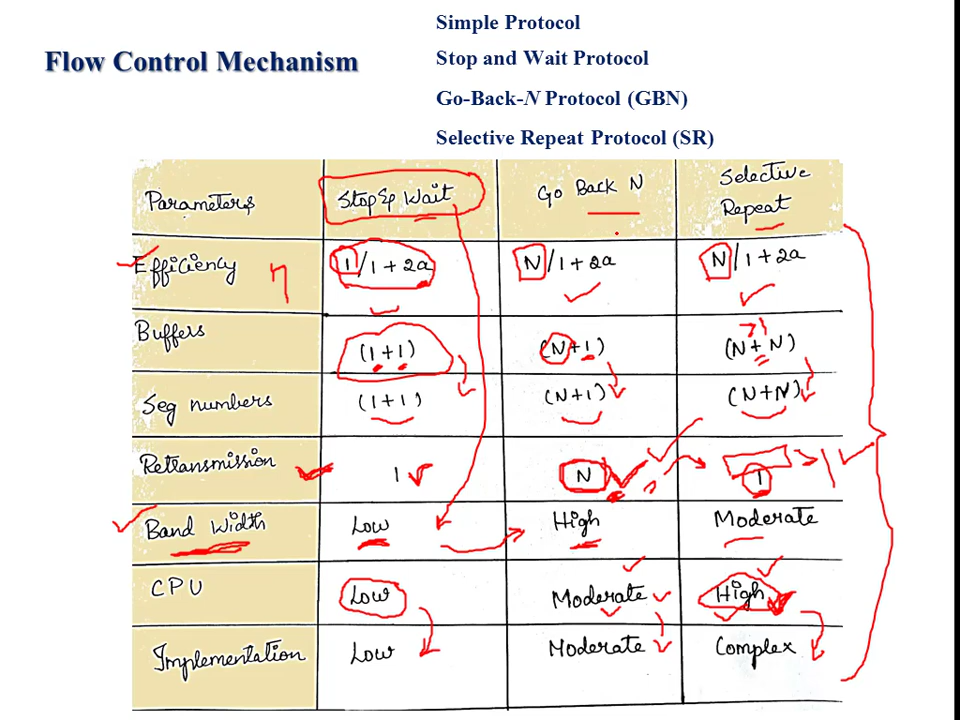 Simple Protocol
Flow Control Mechanism
Stop and Wait Protocol
Go-Back-N Protocol (GBN)
Selective Repeat Protocol (SR)
Parameters Stop & Wait Go Back N Selective Repeat
Efficiency η 1/1+2a N/1+2a N/1+2a
Buffers (1+1) (N+1) (N+N)
Seq numbers (1+1) (N+1) (N+N)
Retransmission 1 N 1
Band Width Low High Moderate
CPU Low Moderate High
Implementation Low Moderate Complex